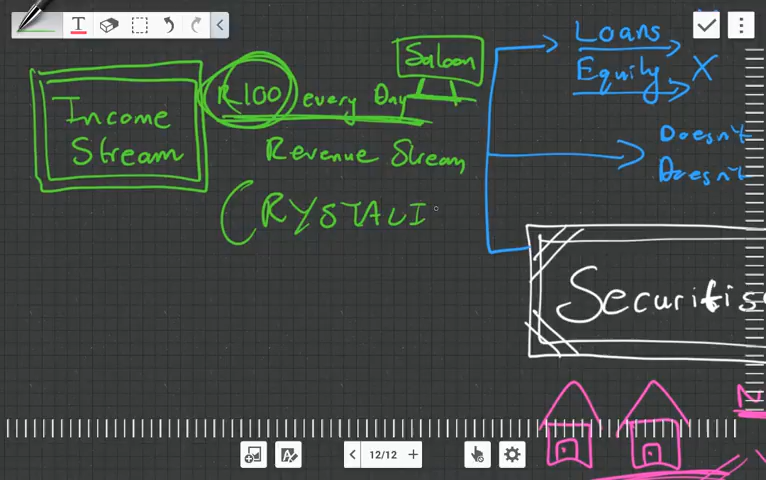 T
Loans
Saloon
Equity X
R100 every Day
Income
Stream
Doesn't
Revenue Stream
Doesn't
CRYSTALI
Securitis
12/12